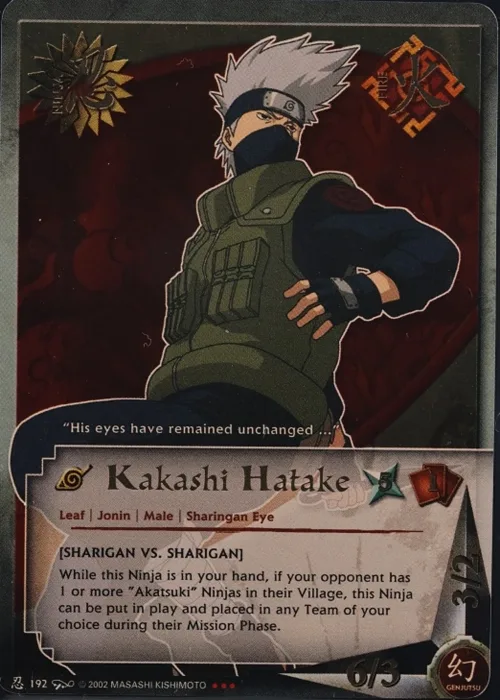 NINJA
FIRE
火
"His eyes have remained unchanged ..."
Kakashi Hatake
5
1
Leaf | Jonin | Male | Sharingan Eye
[SHARIGAN VS. SHARIGAN]
While this Ninja is in your hand, if your opponent has
1 or more "Akatsuki" Ninjas in their Village, this Ninja
can be put in play and placed in any Team of your
choice during their Mission Phase.
3/2
6/3
幻
GENJUTSU
忍 192 © 2002 MASASHI KISHIMOTO